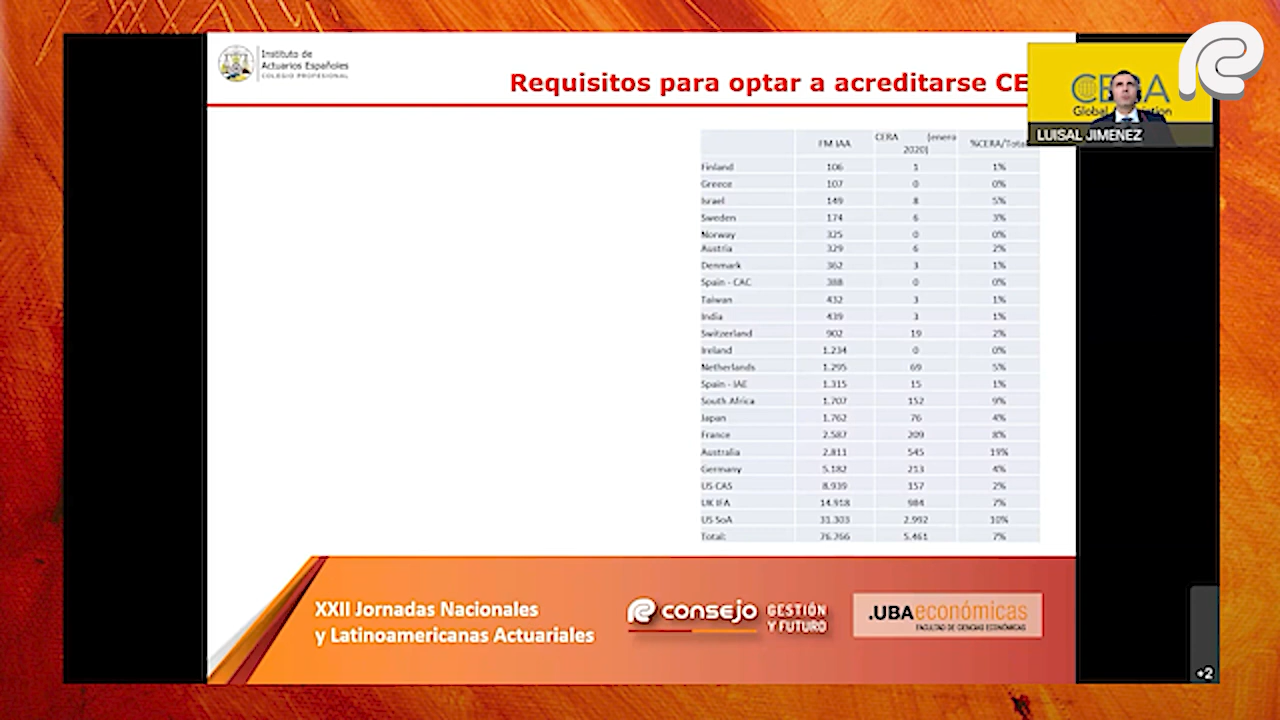 Instituto de
Actuarios Españoles
COLEGIO PROFESIONAL
Requisitos para optar a acreditarse CE
CERA
Global
LUISAL JIMENEZ
FM IAA CERA (enero 2020) %CERA/Total
Finland 106 1 1%
Greece 107 0 0%
Israel 149 8 5%
Sweden 174 6 3%
Norway 325 0 0%
Austria 329 6 2%
Denmark 362 3 1%
Spain - CAC 388 0 0%
Taiwan 432 3 1%
India 439 3 1%
Switzerland 902 19 2%
Ireland 1.234 0 0%
Netherlands 1.295 69 5%
Spain - IAE 1.315 15 1%
South Africa 1.707 152 9%
Japan 1.762 76 4%
France 2.587 209 8%
Australia 2.811 545 19%
Germany 5.182 213 4%
US CAS 8.939 157 2%
UK IFA 14.918 984 7%
US SoA 31.303 2.992 10%
Total: 76.766 5.461 7%
XXII Jornadas Nacionales
y Latinoamericanas Actuariales
consejo GESTIÓN
Y FUTURO
.UBAeconómicas
FACULTAD DE CIENCIAS ECONÓMICAS
+2